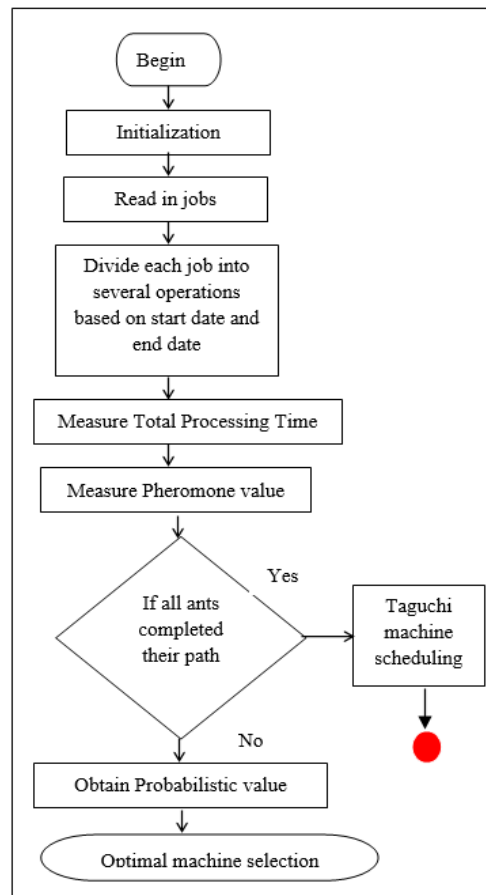 Begin
Initialization
Read in jobs
Divide each job into
several operations
based on start date and
end date
Measure Total Processing Time
Measure Pheromone value
If all ants
completed
their path
Yes
Taguchi
machine
scheduling
No
Obtain Probabilistic value
Optimal machine selection